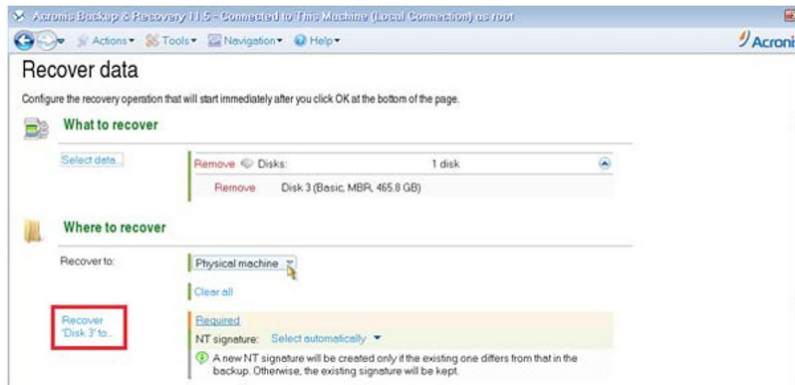 Acronis Backup & Recovery 11.5 - Connected to This Machine (Local Connection) as root
Actions Tools Navigation Help
Acronis
Recover data
Configure the recovery operation that will start immediately after you click OK at the bottom of the page.
What to recover
Select data...
Remove Disks: 1 disk
Remove Disk 3 (Basic, MBR, 465.8 GB)
Where to recover
Recover to: Physical machine
Clear all
Recover Required
'Disk 3' to...
NT signature: Select automatically
A new NT signature will be created only if the existing one differs from that in the
backup. Otherwise, the existing signature will be kept.